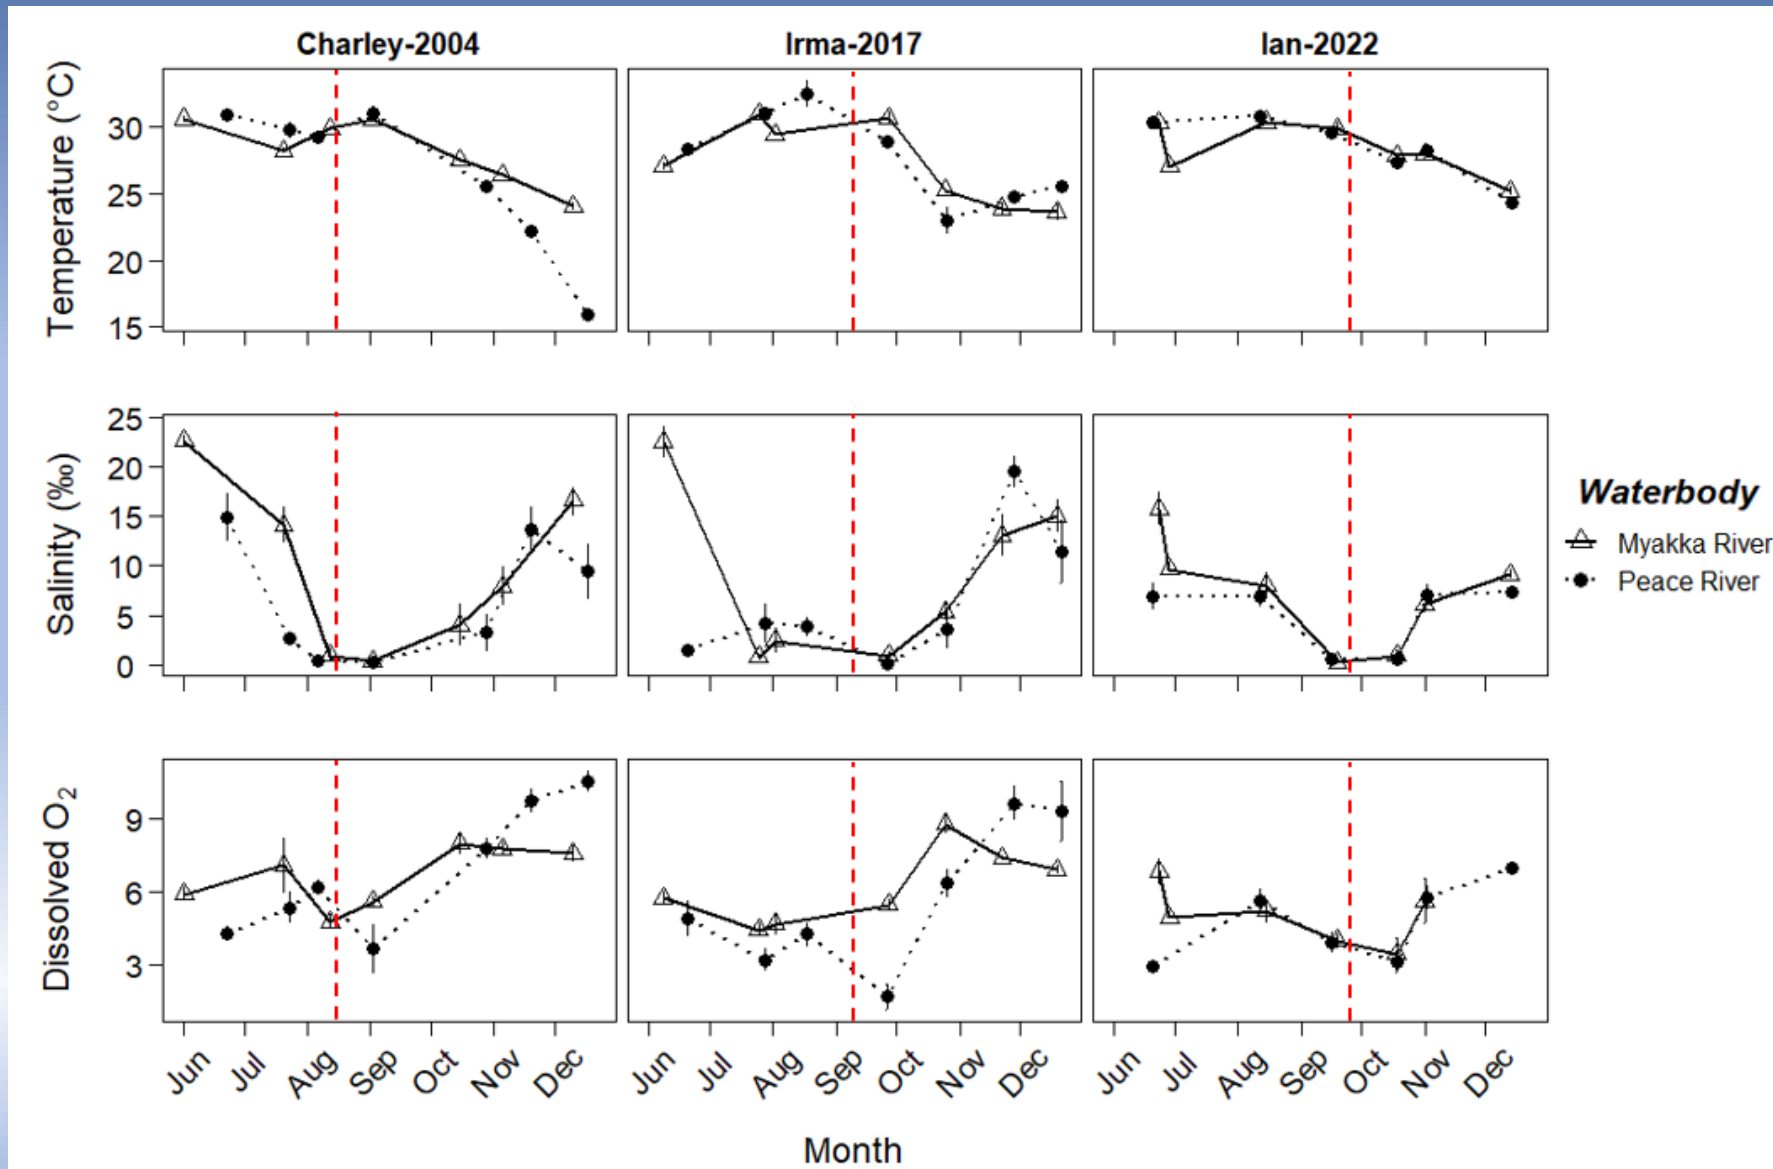 Charley-2004 Irma-2017 Ian-2022
Temperature (°C)
30
25
20
15
Salinity (‰)
25
20
15
10
5
0
Waterbody
Myakka River
Peace River
Dissolved O₂
9
6
3
Jun Jul Aug Sep Oct Nov Dec Jun Jul Aug Sep Oct Nov Dec Jun Jul Aug Sep Oct Nov Dec
Month